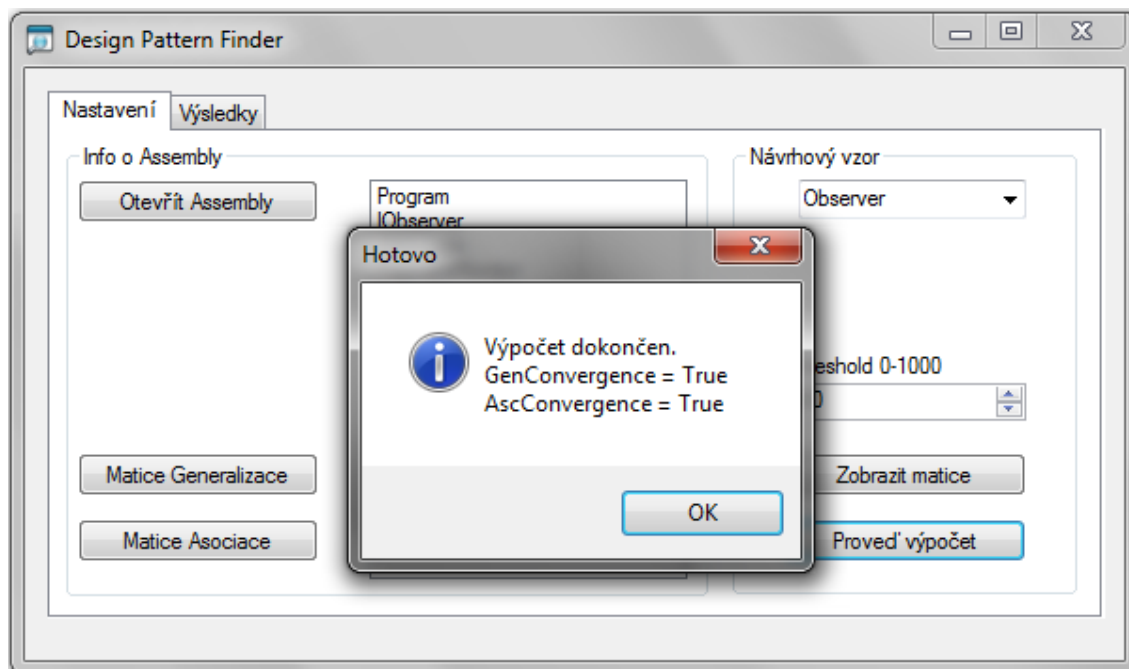 Design Pattern Finder
Nastavení
Výsledky
Info o Assembly
Otevřít Assembly
Program
IObserver
Matice Generalizace
Matice Asociace
Návrhový vzor
Observer
0-1000
Zobrazit matice
Proveď výpočet
Hotovo
Výpočet dokončen.
GenConvergence = True
AscConvergence = True
OK